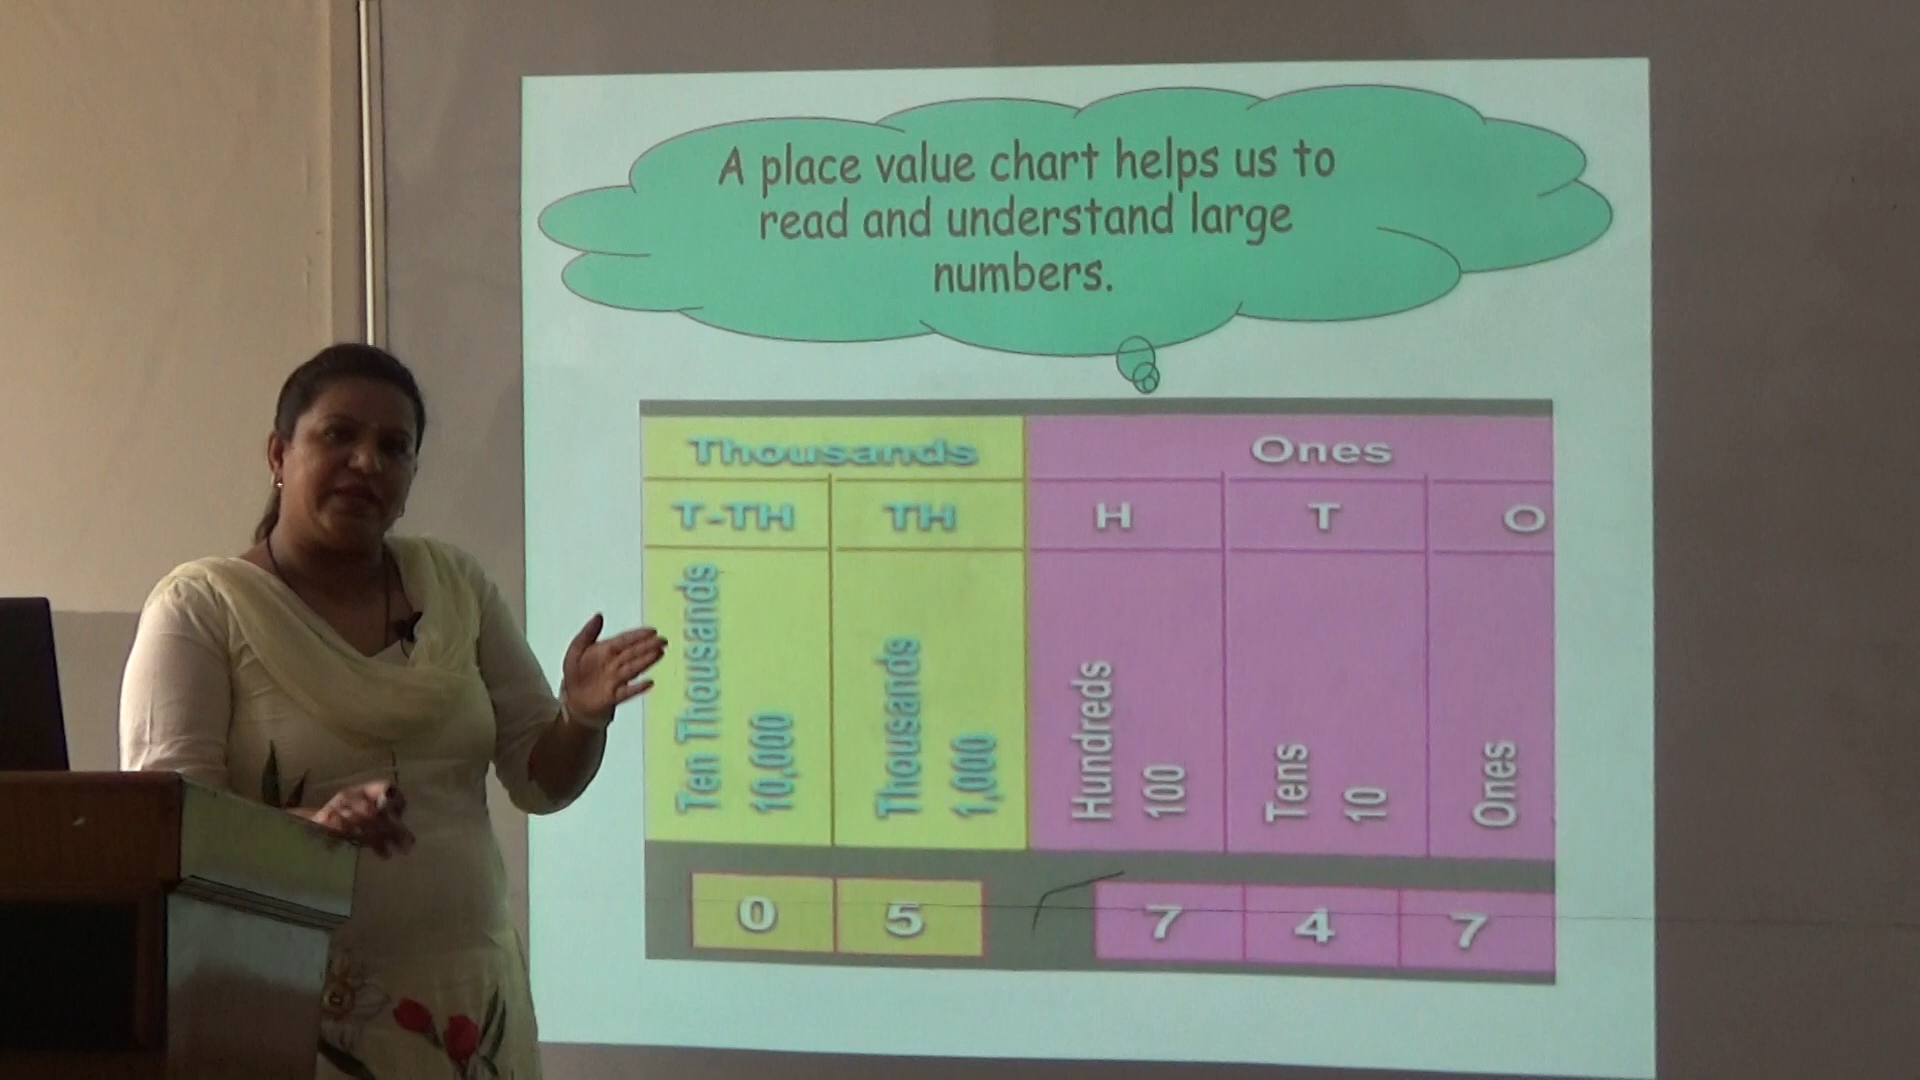 A place value chart helps us to
read and understand large
numbers.
Thousands Ones
T-TH TH H T O
Ten Thousands
10,000
Thousands
1,000
Hundreds
100
Tens
10
Ones
0 5 7 4 7